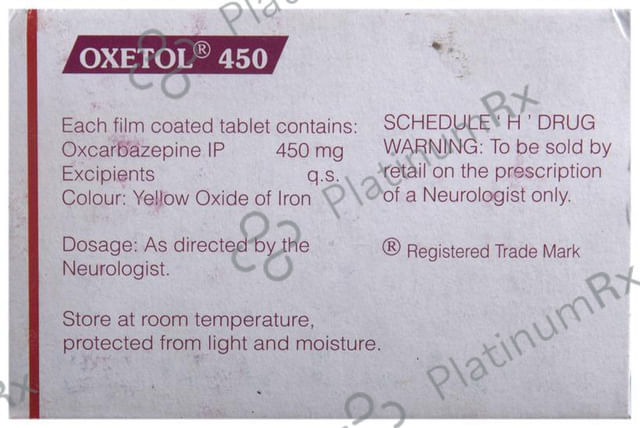 OXETOL® 450
Each film coated tablet contains:
Oxcarbazepine IP 450 mg
Excipients q.s.
Colour: Yellow Oxide of Iron
Dosage: As directed by the
Neurologist.
Store at room temperature,
protected from light and moisture.
SCHEDULE ' H ' DRUG
WARNING: To be sold by
retail on the prescription
of a Neurologist only.
® Registered Trade Mark
PlatinumRx
PlatinumRx
PlatinumRx
Rx